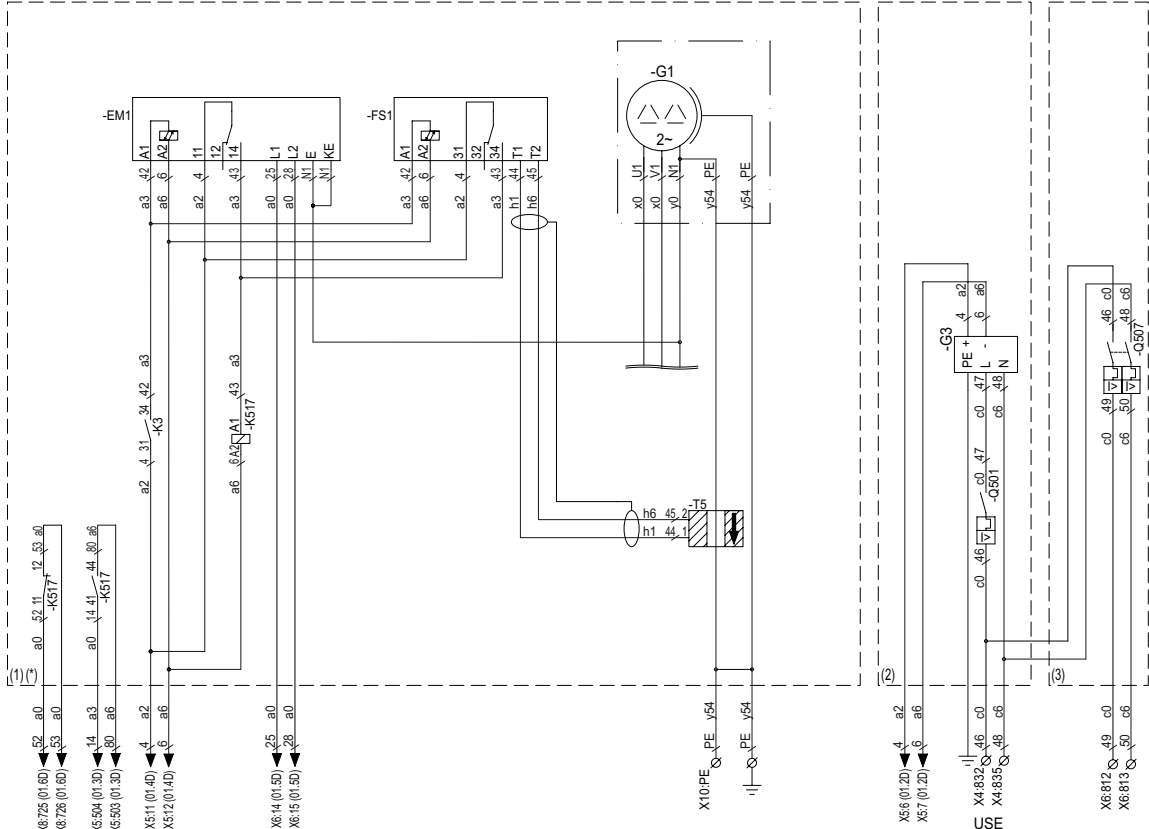 -EM1
A1
A2
11
12
14
L1
L2
E
KE
42
6
4
43
25
28
N1
N1
a3
a6
a2
a3
a0
a0
-FS1
A1
A2
31
32
34
T1
T2
42
6
4
43
44
45
a3
a6
a2
a3
h1
h6
-G1
2~
U1
V1
N1
PE
PE
x0
x0
y0
y54
y54
a3
42
34
31
-K3
4
a2
a3
43
A1
-K517
A2
6
a6
-T5
h6 45 2
h1 44 1
a0
53
12
11
-K517
52
a0
a6
80
44
41
-K517
14
a0
(1) (*)
a0
a0
a3
a6
a2
a6
a0
a0
y54
y54
52
53
14
80
4
6
25
28
PE
PE
X8:725 (01.6D)
X8:726 (01.6D)
X5:504 (01.3D)
X5:503 (01.3D)
X5:11 (01.4D)
X5:12 (01.4D)
X6:14 (01.5D)
X6:15 (01.5D)
X10:PE
a2
a6
4
6
-G3
+
-
PE
L
N
47
48
c0
c6
47
c0
-Q501
I>
46
c0
(2)
a2
a6
c0
c6
4
6
46
48
X5:6 (01.2D)
X5:7 (01.2D)
X4:832
X4:835
USE
c0
c6
46
48
-Q507
I>
I>
49
50
c0
c6
(3)
c0
c6
49
50
X6:812
X6:813